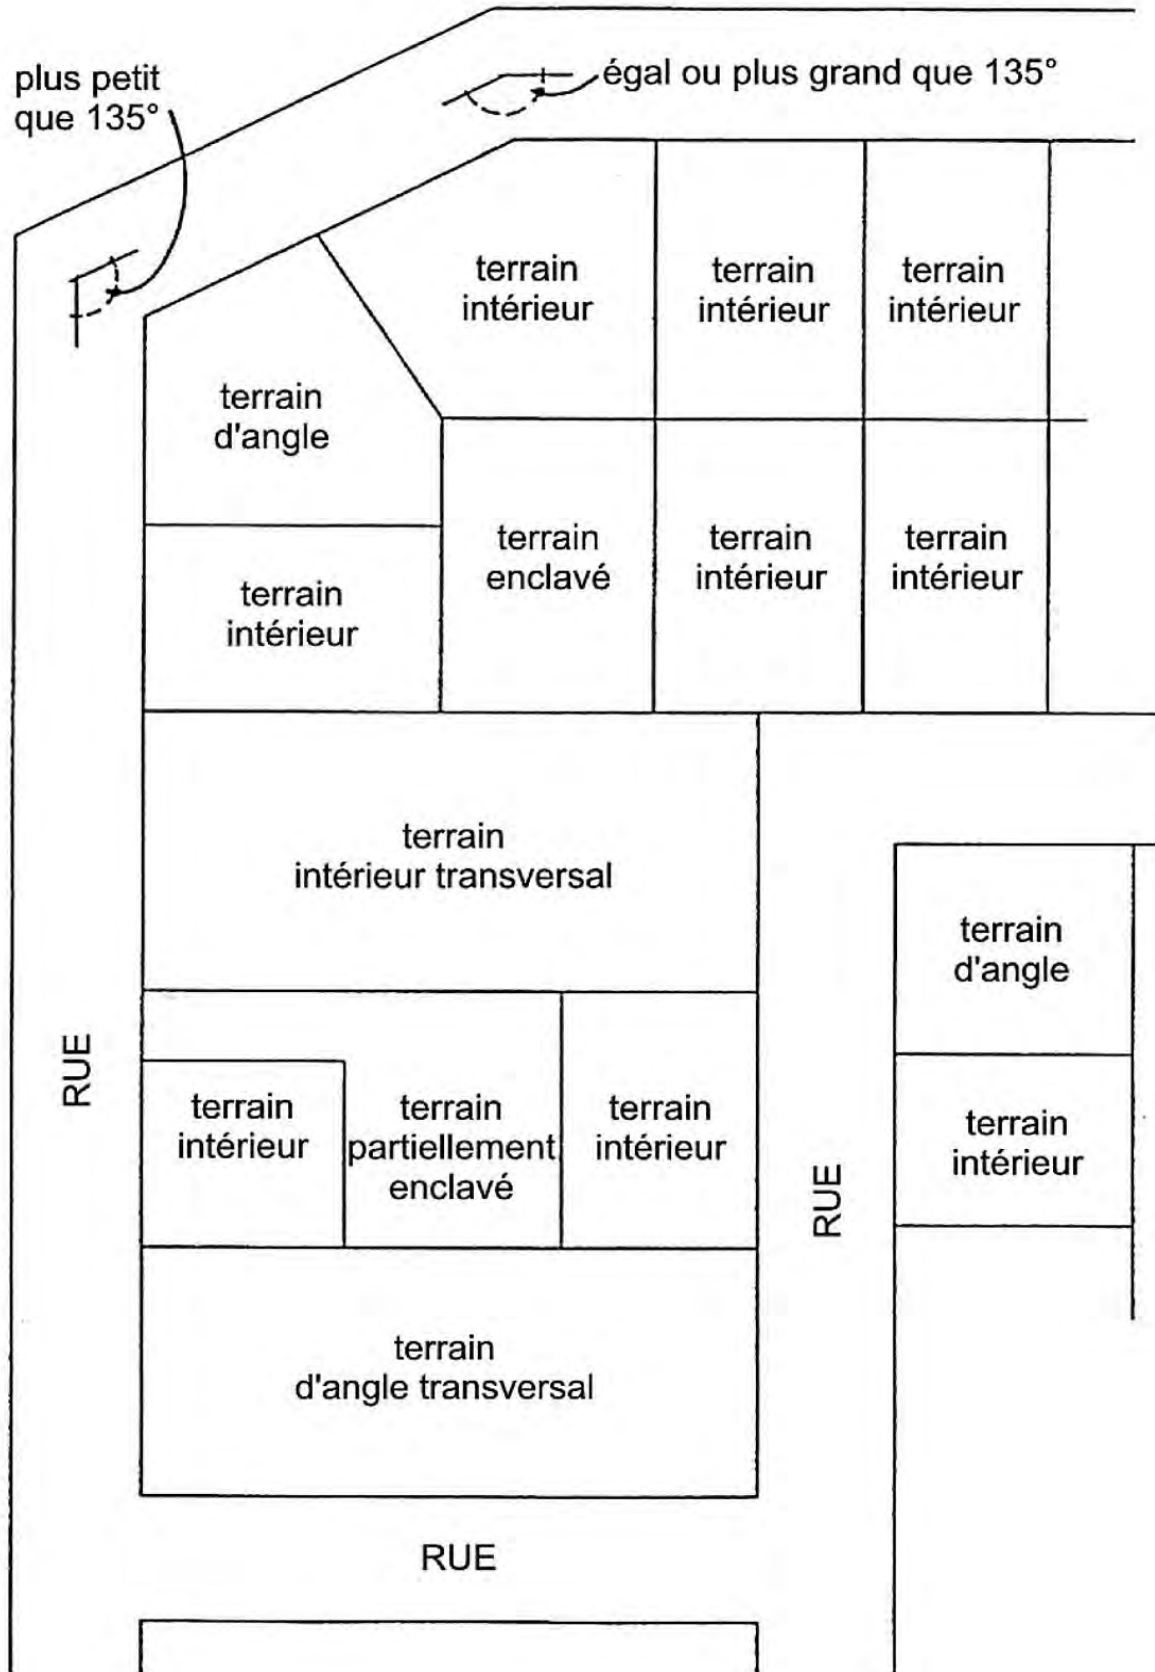 plus petit
que 135°
égal ou plus grand que 135°
terrain
intérieur
terrain
intérieur
terrain
intérieur
terrain
d'angle
terrain
enclavé
terrain
intérieur
terrain
intérieur
terrain
intérieur
terrain
intérieur transversal
terrain
d'angle
RUE
terrain
intérieur
terrain
partiellement
enclavé
terrain
intérieur
RUE
terrain
intérieur
terrain
d'angle transversal
RUE